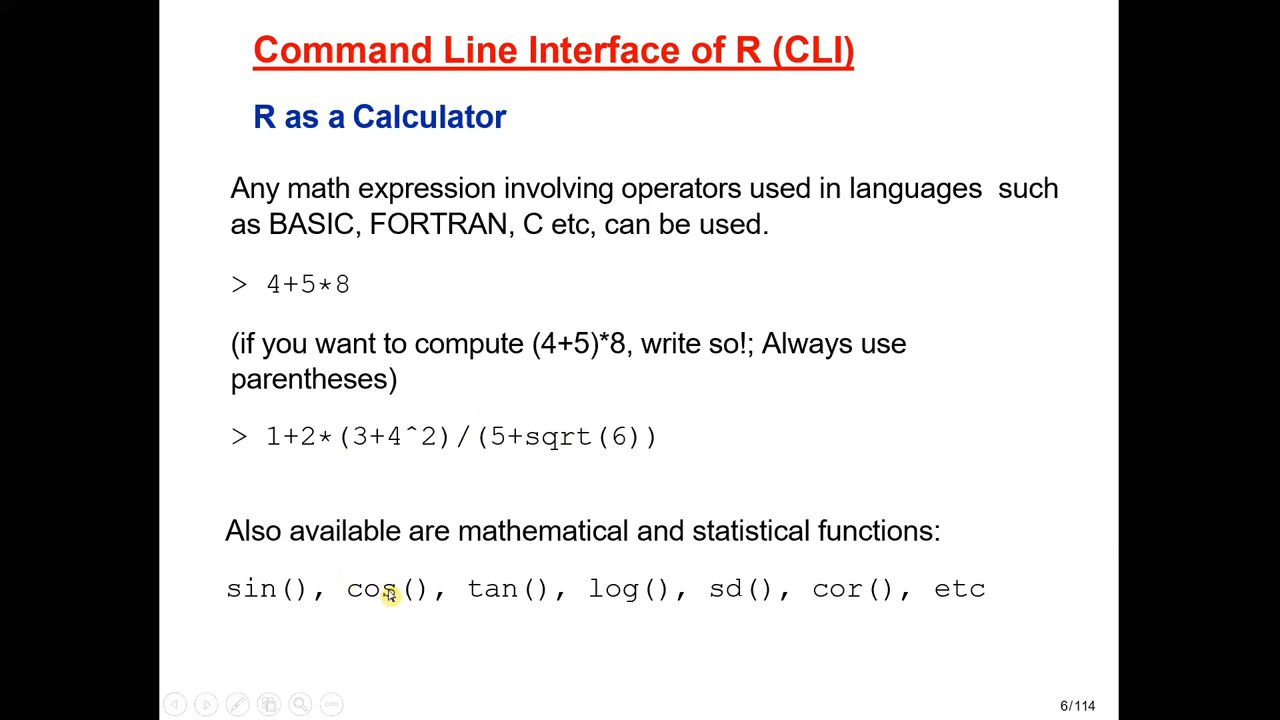 Command Line Interface of R (CLI)
R as a Calculator
Any math expression involving operators used in languages such
as BASIC, FORTRAN, C etc, can be used.
> 4+5*8
(if you want to compute (4+5)*8, write so!; Always use
parentheses)
> 1+2*(3+4^2)/(5+sqrt(6))
Also available are mathematical and statistical functions:
sin(), cos(), tan(), log(), sd(), cor(), etc
6/114